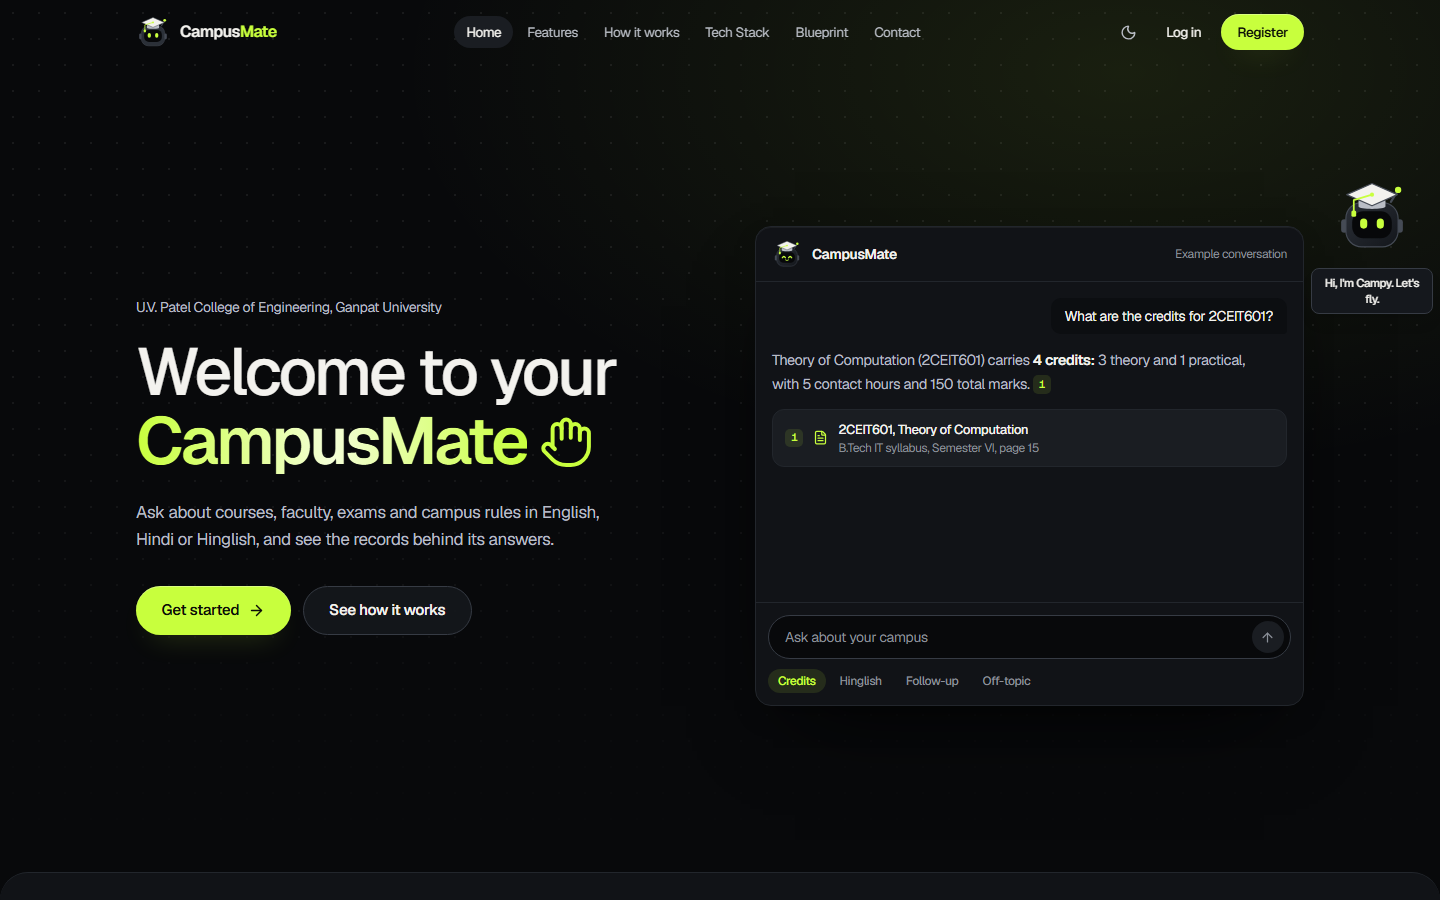 CampusMate
Home
Features
How it works
Tech Stack
Blueprint
Contact
Log in
Register
U.V. Patel College of Engineering, Ganpat University
Welcome to your
CampusMate
Ask about courses, faculty, exams and campus rules in English,
Hindi or Hinglish, and see the records behind its answers.
Get started
See how it works
CampusMate
Example conversation
What are the credits for 2CEIT601?
Theory of Computation (2CEIT601) carries 4 credits: 3 theory and 1 practical,
with 5 contact hours and 150 total marks. 1
1
2CEIT601, Theory of Computation
B.Tech IT syllabus, Semester VI, page 15
Ask about your campus
Credits
Hinglish
Follow-up
Off-topic
Hi, I'm Campy. Let's
fly.